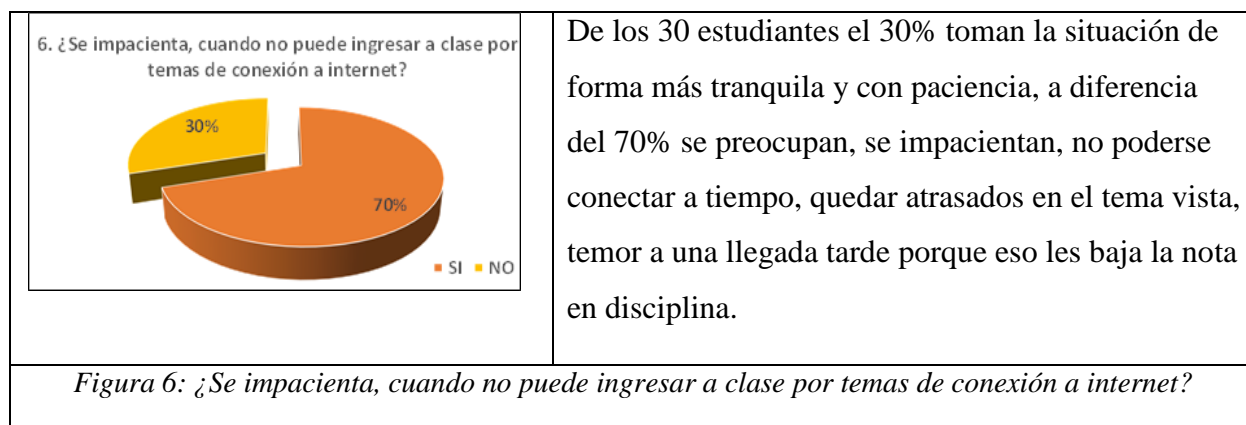 6. ¿Se impacienta, cuando no puede ingresar a clase por
temas de conexión a internet?
30%
70%
SI NO
De los 30 estudiantes el 30% toman la situación de
forma más tranquila y con paciencia, a diferencia
del 70% se preocupan, se impacientan, no poderse
conectar a tiempo, quedar atrasados en el tema vista,
temor a una llegada tarde porque eso les baja la nota
en disciplina.
Figura 6: ¿Se impacienta, cuando no puede ingresar a clase por temas de conexión a internet?